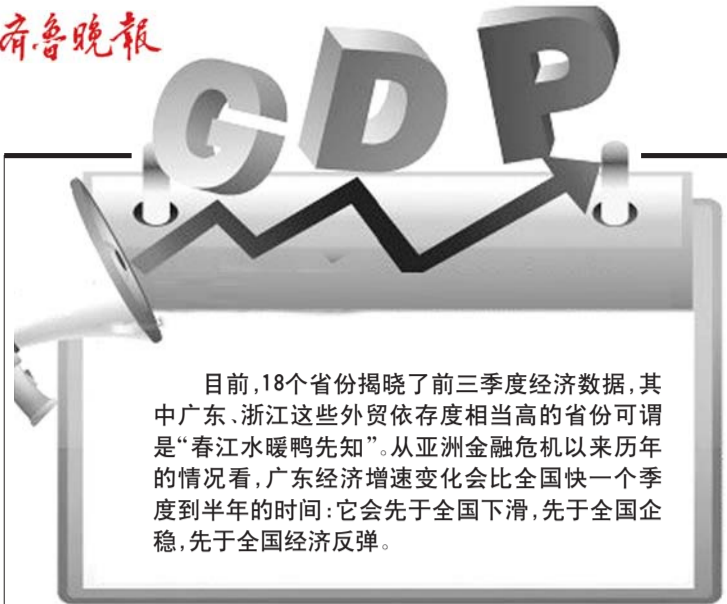 齐鲁晚报
GDP
目前,18个省份揭晓了前三季度经济数据,其
中广东、浙江这些外贸依存度相当高的省份可谓
是“春江水暖鸭先知”。从亚洲金融危机以来历年
的情况看,广东经济增速变化会比全国快一个季
度到半年的时间:它会先于全国下滑,先于全国企
稳,先于全国经济反弹。